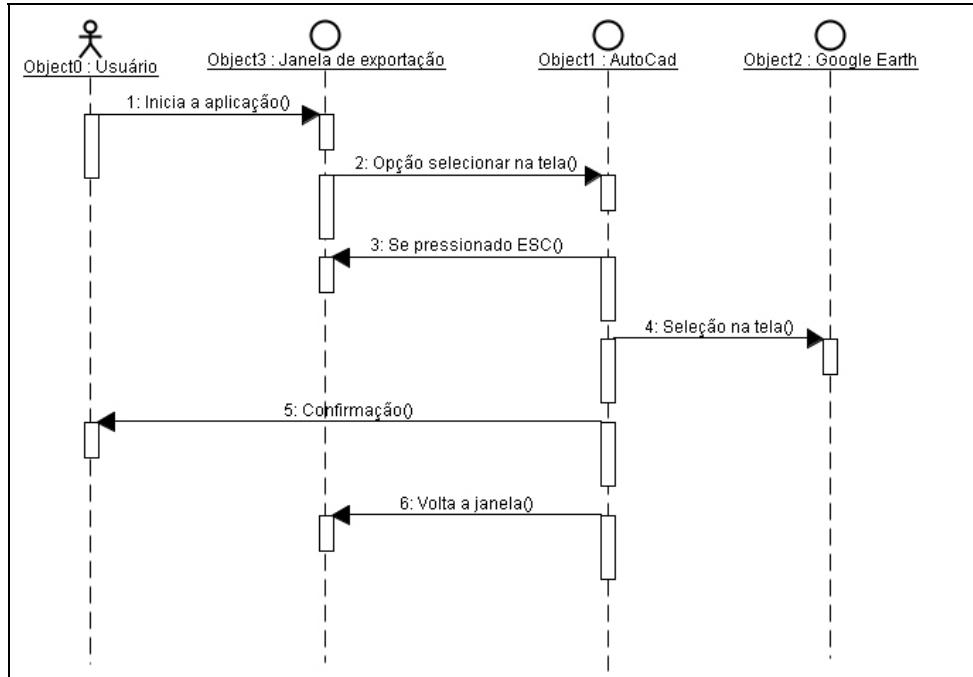 Object0 : Usuário
Object3 : Janela de exportação
Object1 : AutoCad
Object2 : Google Earth
1: Inicia a aplicação()
2: Opção selecionar na tela()
3: Se pressionado ESC()
4: Seleção na tela()
5: Confirmação()
6: Volta a janela()